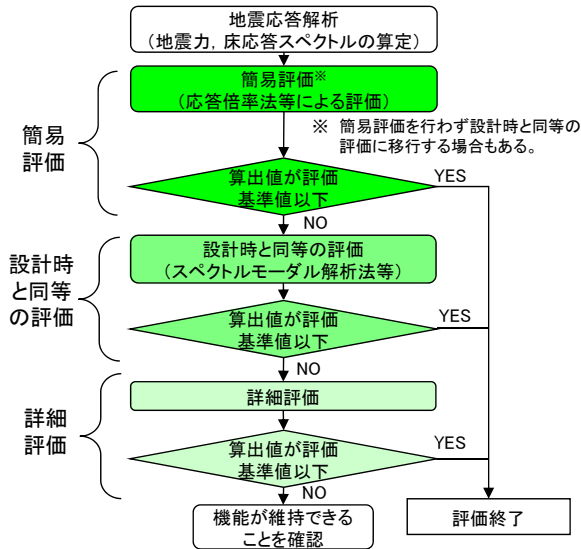 地震応答解析
（地震力，床応答スペクトルの算定）
簡易評価※
（応答倍率法等による評価）
※ 簡易評価を行わず設計時と同等の
評価に移行する場合もある。
簡易
評価
算出値が評価
基準値以下
YES
NO
設計時と同等の評価
（スペクトルモーダル解析法等）
設計時
と同等
の評価
算出値が評価
基準値以下
YES
NO
詳細評価
詳細
評価
算出値が評価
基準値以下
YES
NO
機能が維持できる
ことを確認
評価終了